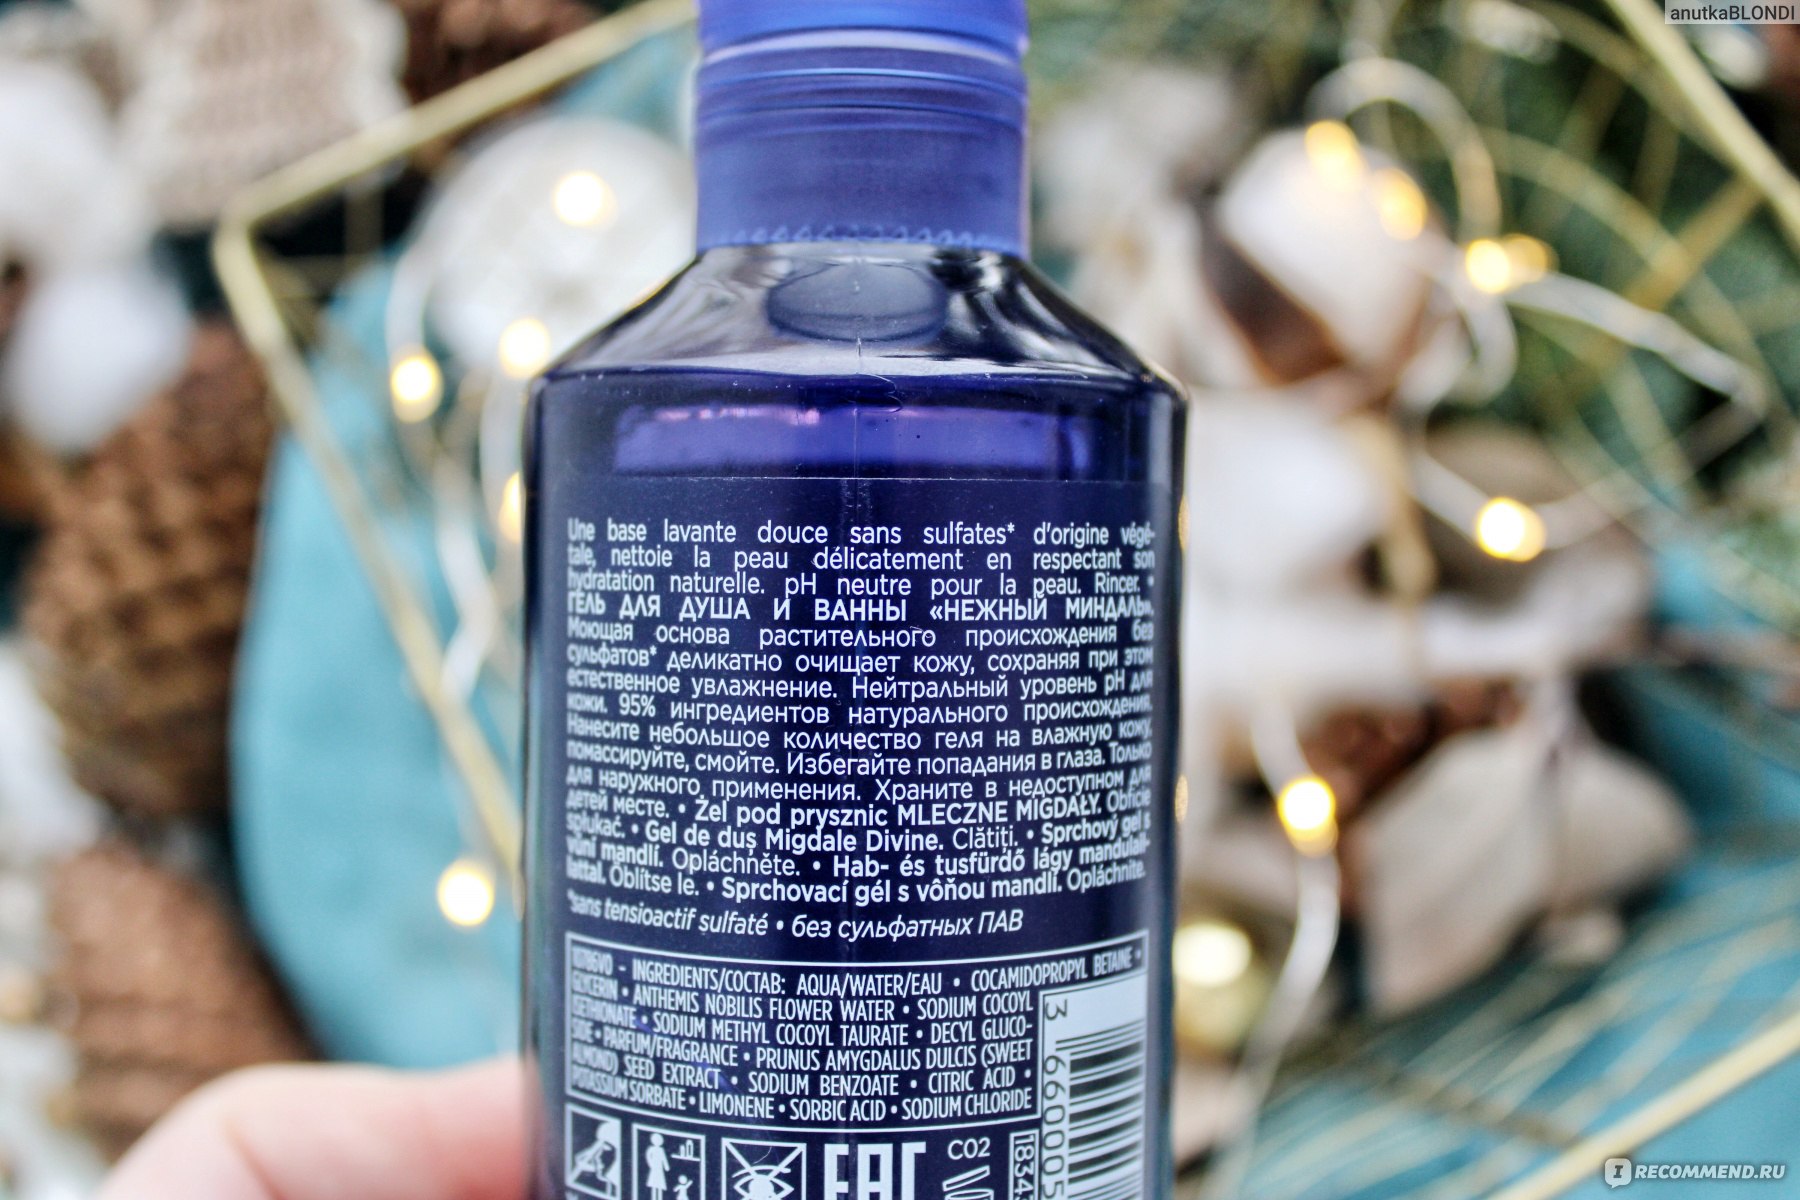 anutkaBLONDI
Une base lavante douce sans sulfates* d'origine végé-
tale, nettoie la peau délicatement en respectant son
hydratation naturelle. pH neutre pour la peau. Rincer. •
ГЕЛЬ ДЛЯ ДУША И ВАННЫ «НЕЖНЫЙ МИНДАЛЬ».
Моющая основа растительного происхождения без
сульфатов* деликатно очищает кожу, сохраняя при этом
естественное увлажнение. Нейтральный уровень pH для
кожи. 95% ингредиентов натурального происхождения.
Нанесите небольшое количество геля на влажную кожу,
помассируйте, смойте. Избегайте попадания в глаза. Только
для наружного применения. Храните в недоступном для
детей месте. • Żel pod prysznic MLECZNE MIGDAŁY. Obficie
spłukać. • Gel de duș Migdale Divine. Clătiți. • Sprchový gel s
vůní mandlí. Opláchněte. • Hab- és tusfürdő lágy mandulail-
lattal. Öblítse le. • Sprchovací gél s vôňou mandlí. Opláchnite.
*sans tensioactif sulfaté • без сульфатных ПАВ
10786V0 - INGREDIENTS/СОСТАВ: AQUA/WATER/EAU • COCAMIDOPROPYL BETAINE •
GLYCERIN • ANTHEMIS NOBILIS FLOWER WATER • SODIUM COCOYL
ISETHIONATE • SODIUM METHYL COCOYL TAURATE • DECYL GLUCO-
SIDE • PARFUM/FRAGRANCE • PRUNUS AMYGDALUS DULCIS (SWEET
ALMOND) SEED EXTRACT • SODIUM BENZOATE • CITRIC ACID •
POTASSIUM SORBATE • LIMONENE • SORBIC ACID • SODIUM CHLORIDE
3 660005
EAC
C02
1834
IRECOMMEND.RU